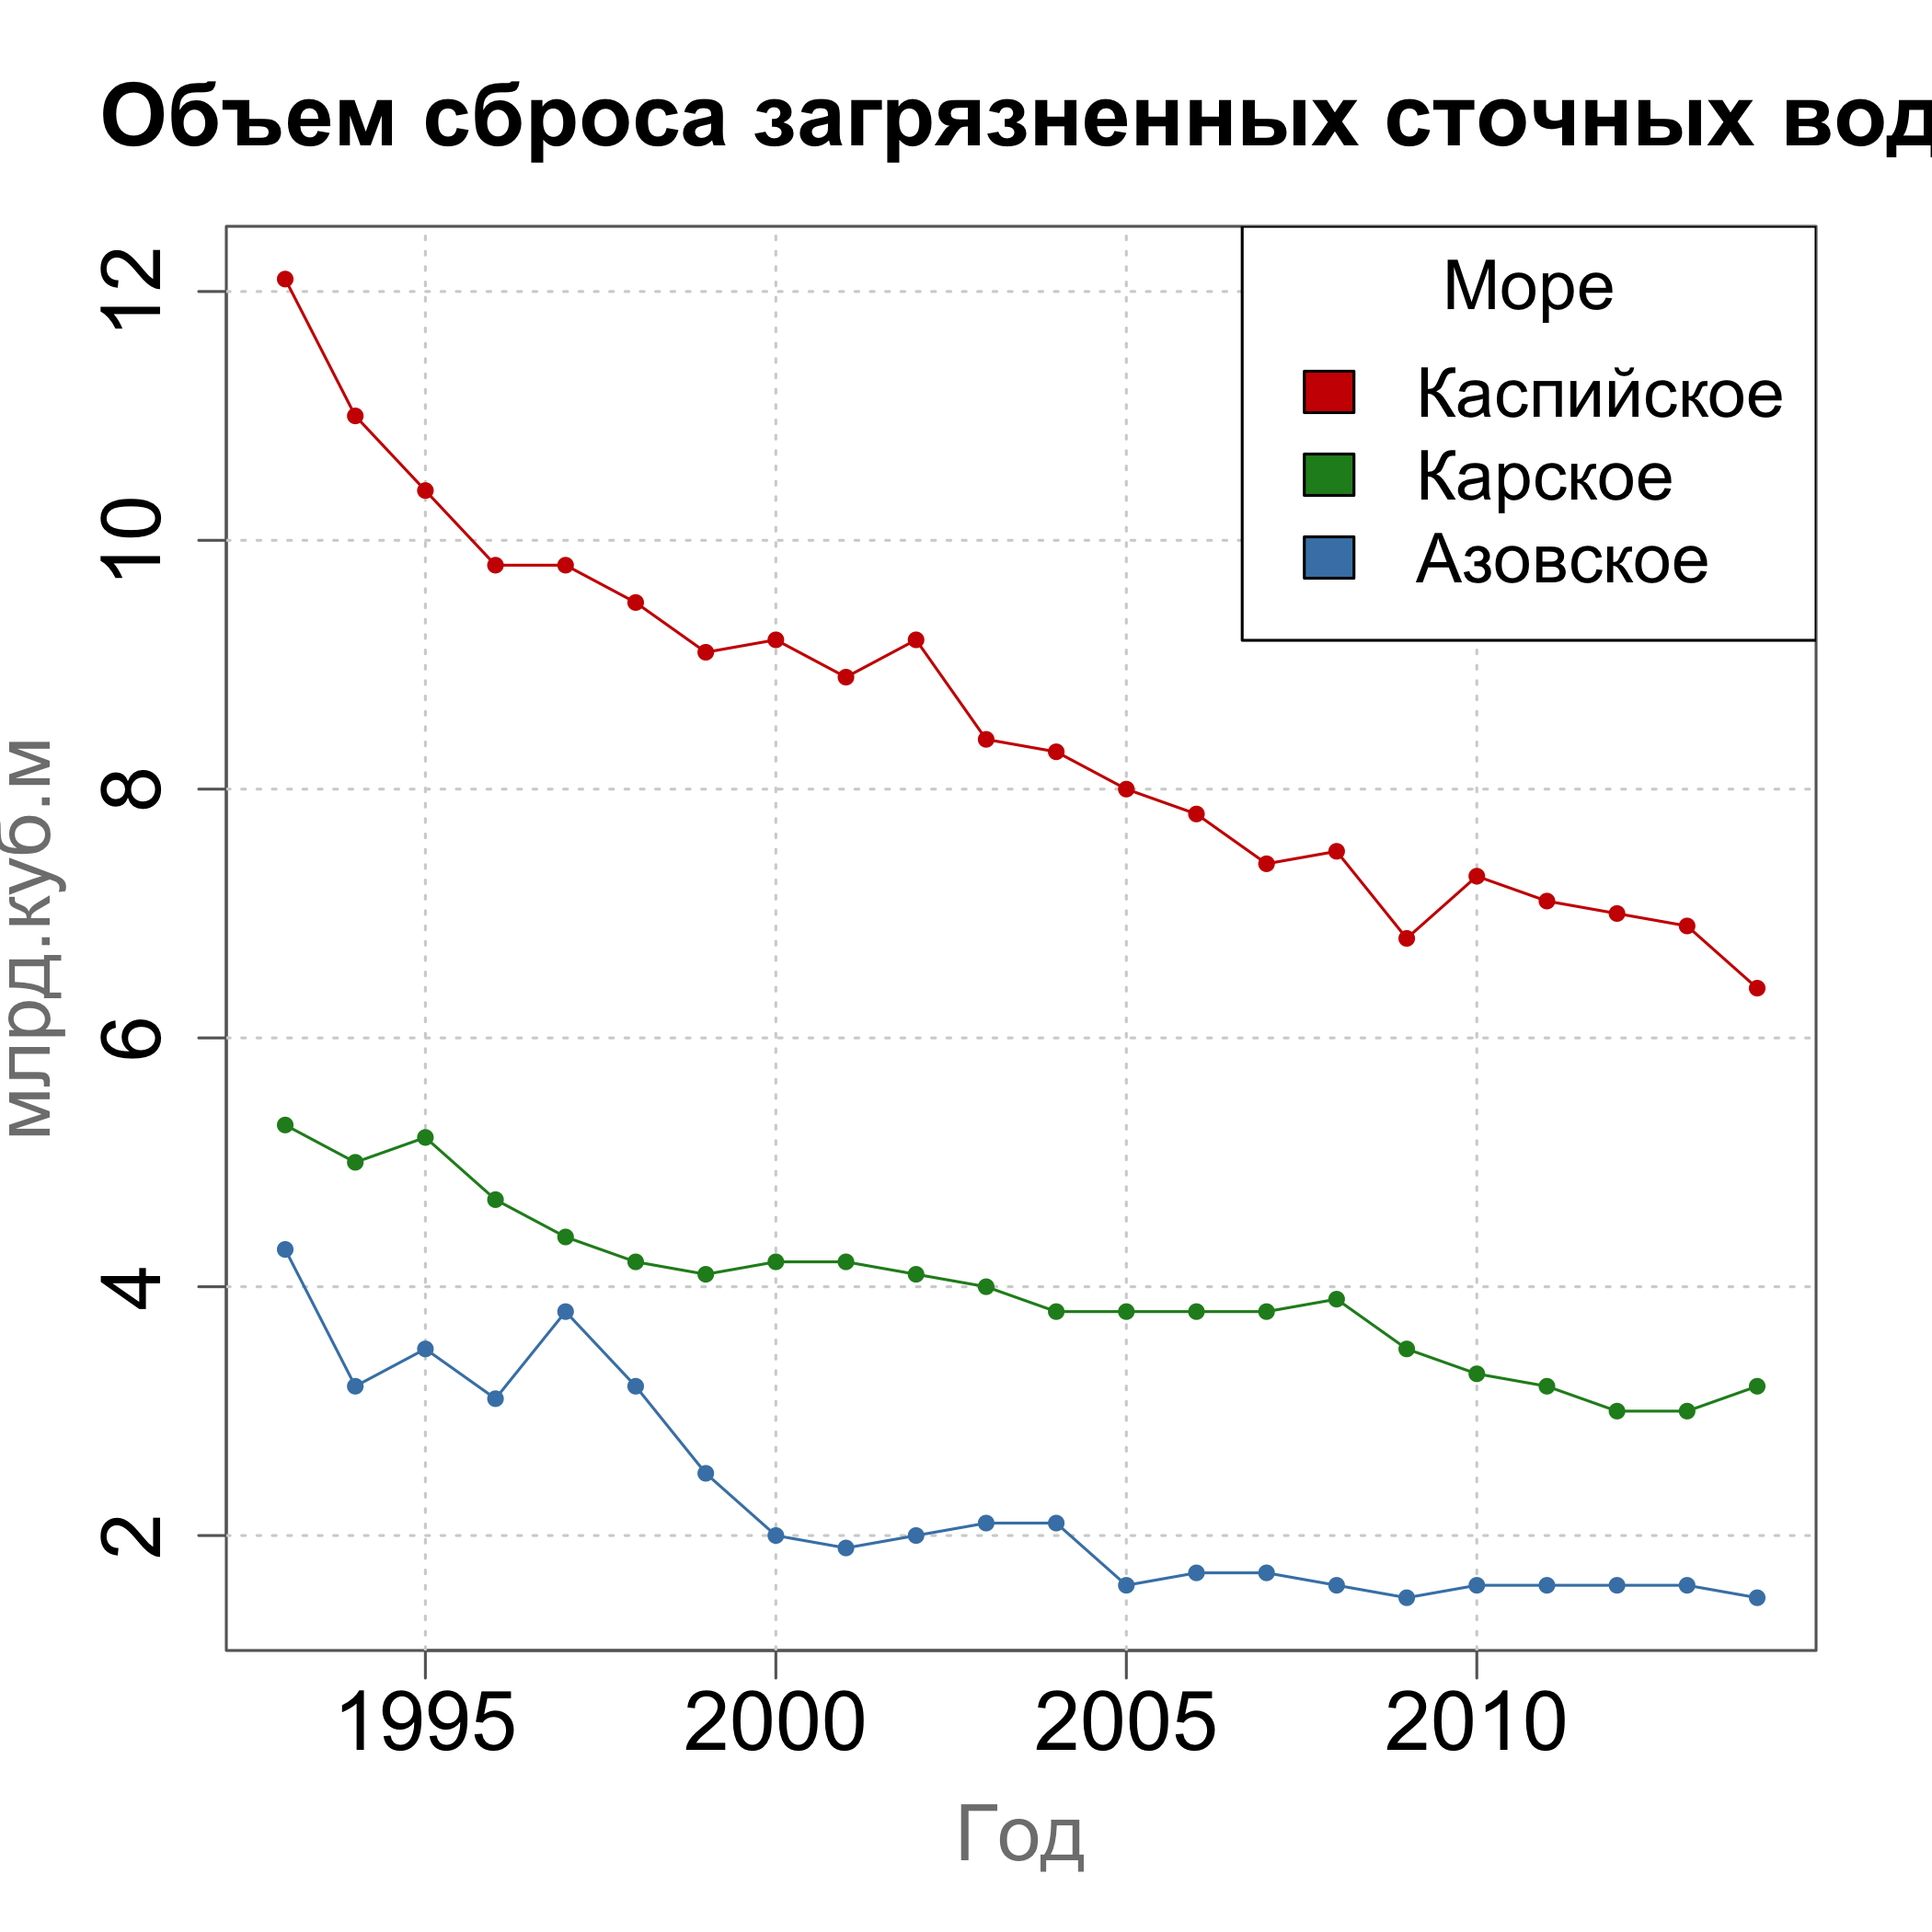 Объем сброса загрязненных сточных вод
12
10
8
6
4
2
млрд.куб.м
Море
Каспийское
Карское
Азовское
1995 2000 2005 2010
Год